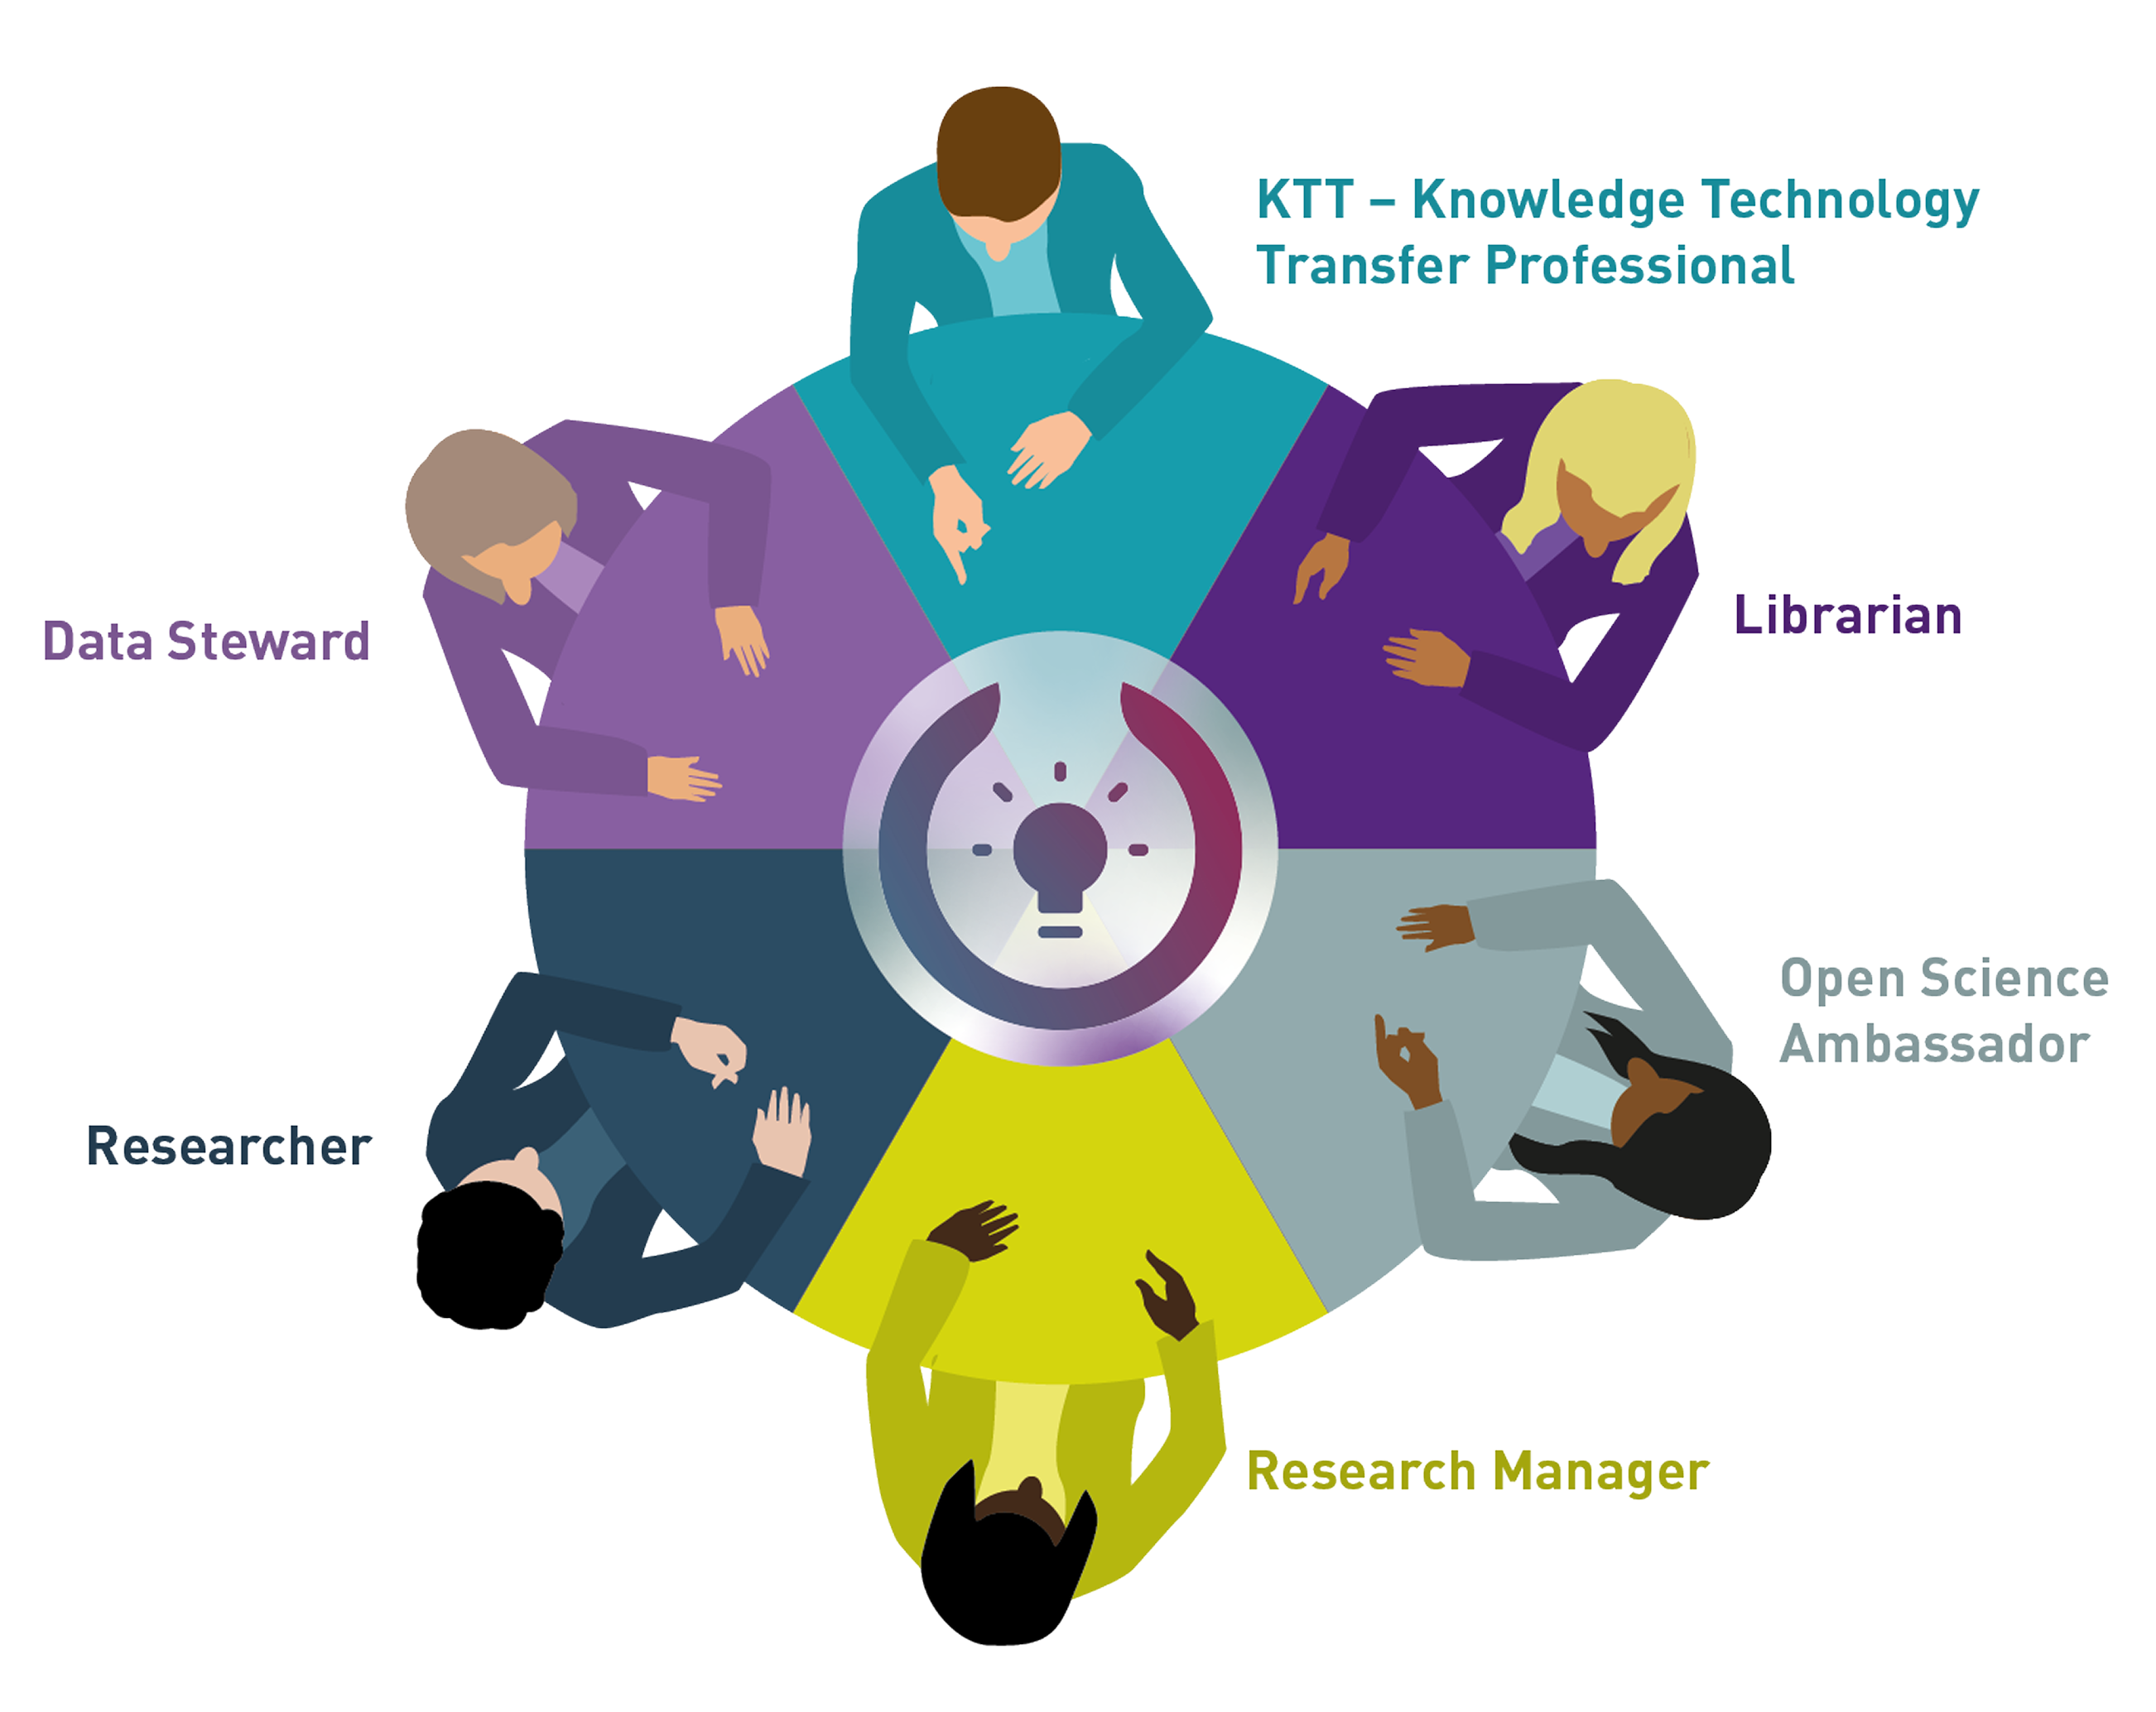 KTT – Knowledge Technology
Transfer Professional
Librarian
Data Steward
Open Science
Ambassador
Researcher
Research Manager